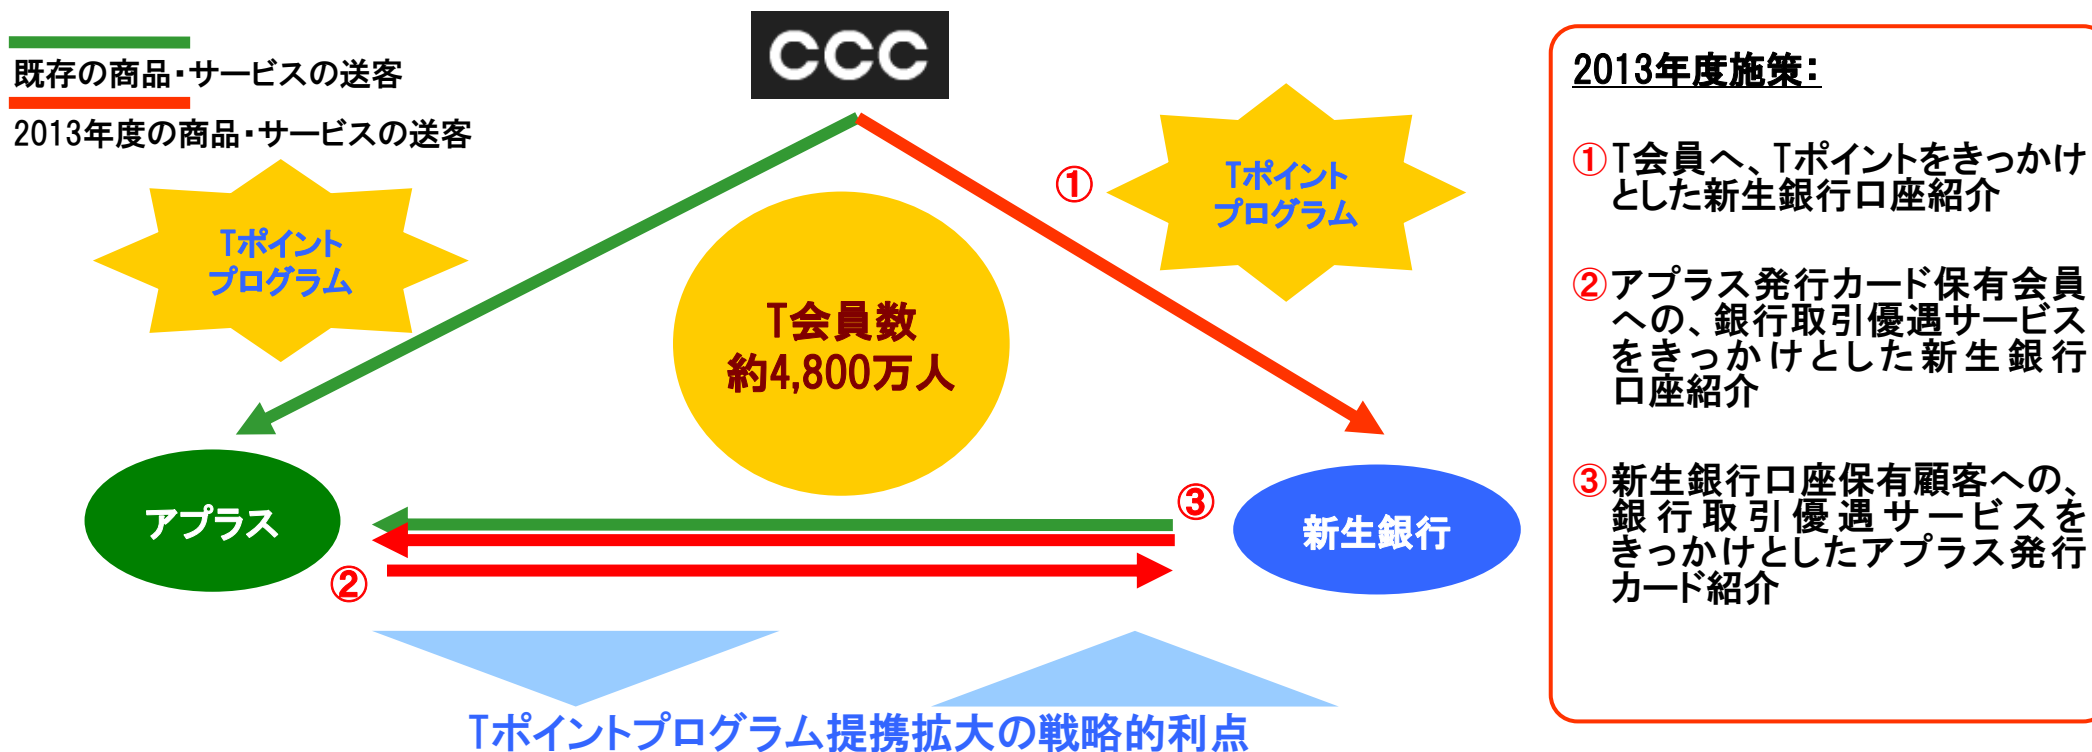 既存の商品・サービスの送客
2013年度の商品・サービスの送客
CCC
Tポイント
プログラム
①
Tポイント
プログラム
T会員数
約4,800万人
アプラス
③
新生銀行
②
Tポイントプログラム提携拡大の戦略的利点
2013年度施策：
①T会員へ、Tポイントをきっかけ
とした新生銀行口座紹介
②アプラス発行カード保有会員
への、銀行取引優遇サービス
をきっかけとした新生銀行
口座紹介
③新生銀行口座保有顧客への、
銀行取引優遇サービスを
きっかけとしたアプラス発行
カード紹介